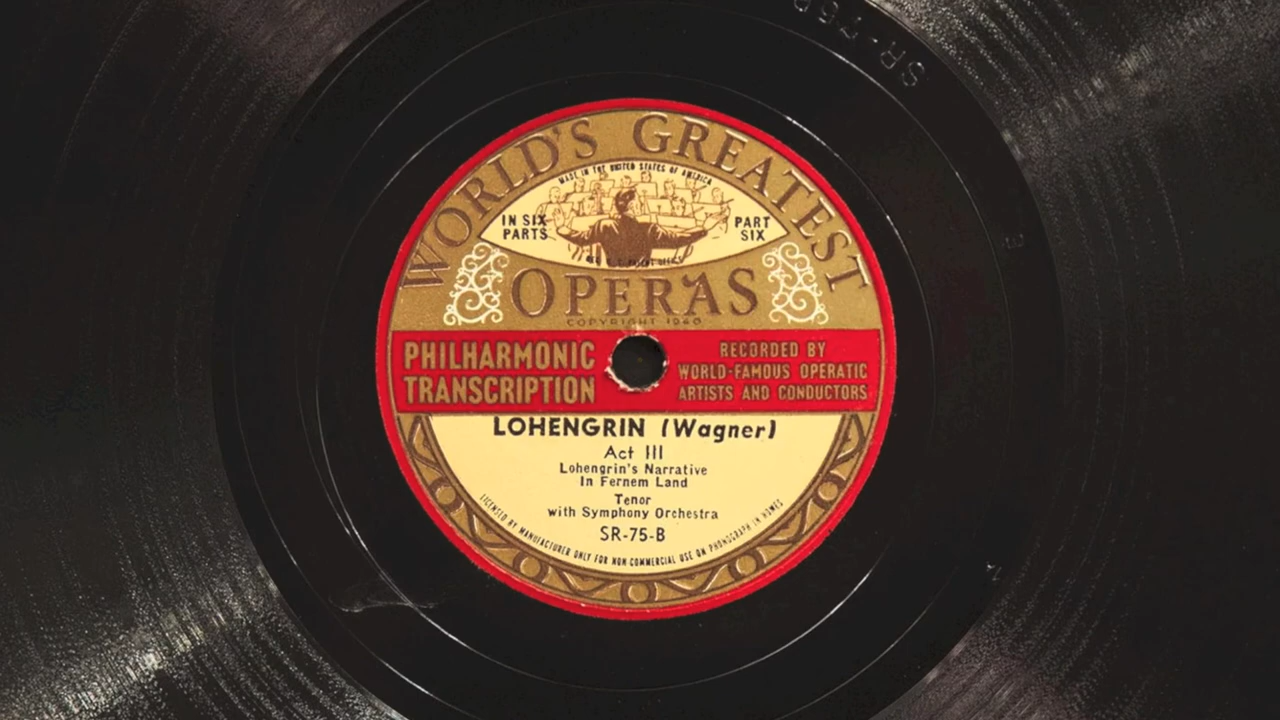 WORLD'S GREATEST
MADE IN THE UNITED STATES OF AMERICA
IN SIX
PARTS
PART
SIX
OPERAS
COPYRIGHT 1940
PHILHARMONIC
TRANSCRIPTION
RECORDED BY
WORLD-FAMOUS OPERATIC
ARTISTS AND CONDUCTORS
LOHENGRIN (Wagner)
Act III
Lohengrin's Narrative
In Fernem Land
Tenor
with Symphony Orchestra
SR-75-B
LICENSED BY MANUFACTURER ONLY FOR NON-COMMERCIAL USE ON PHONOGRAPH IN HOMES